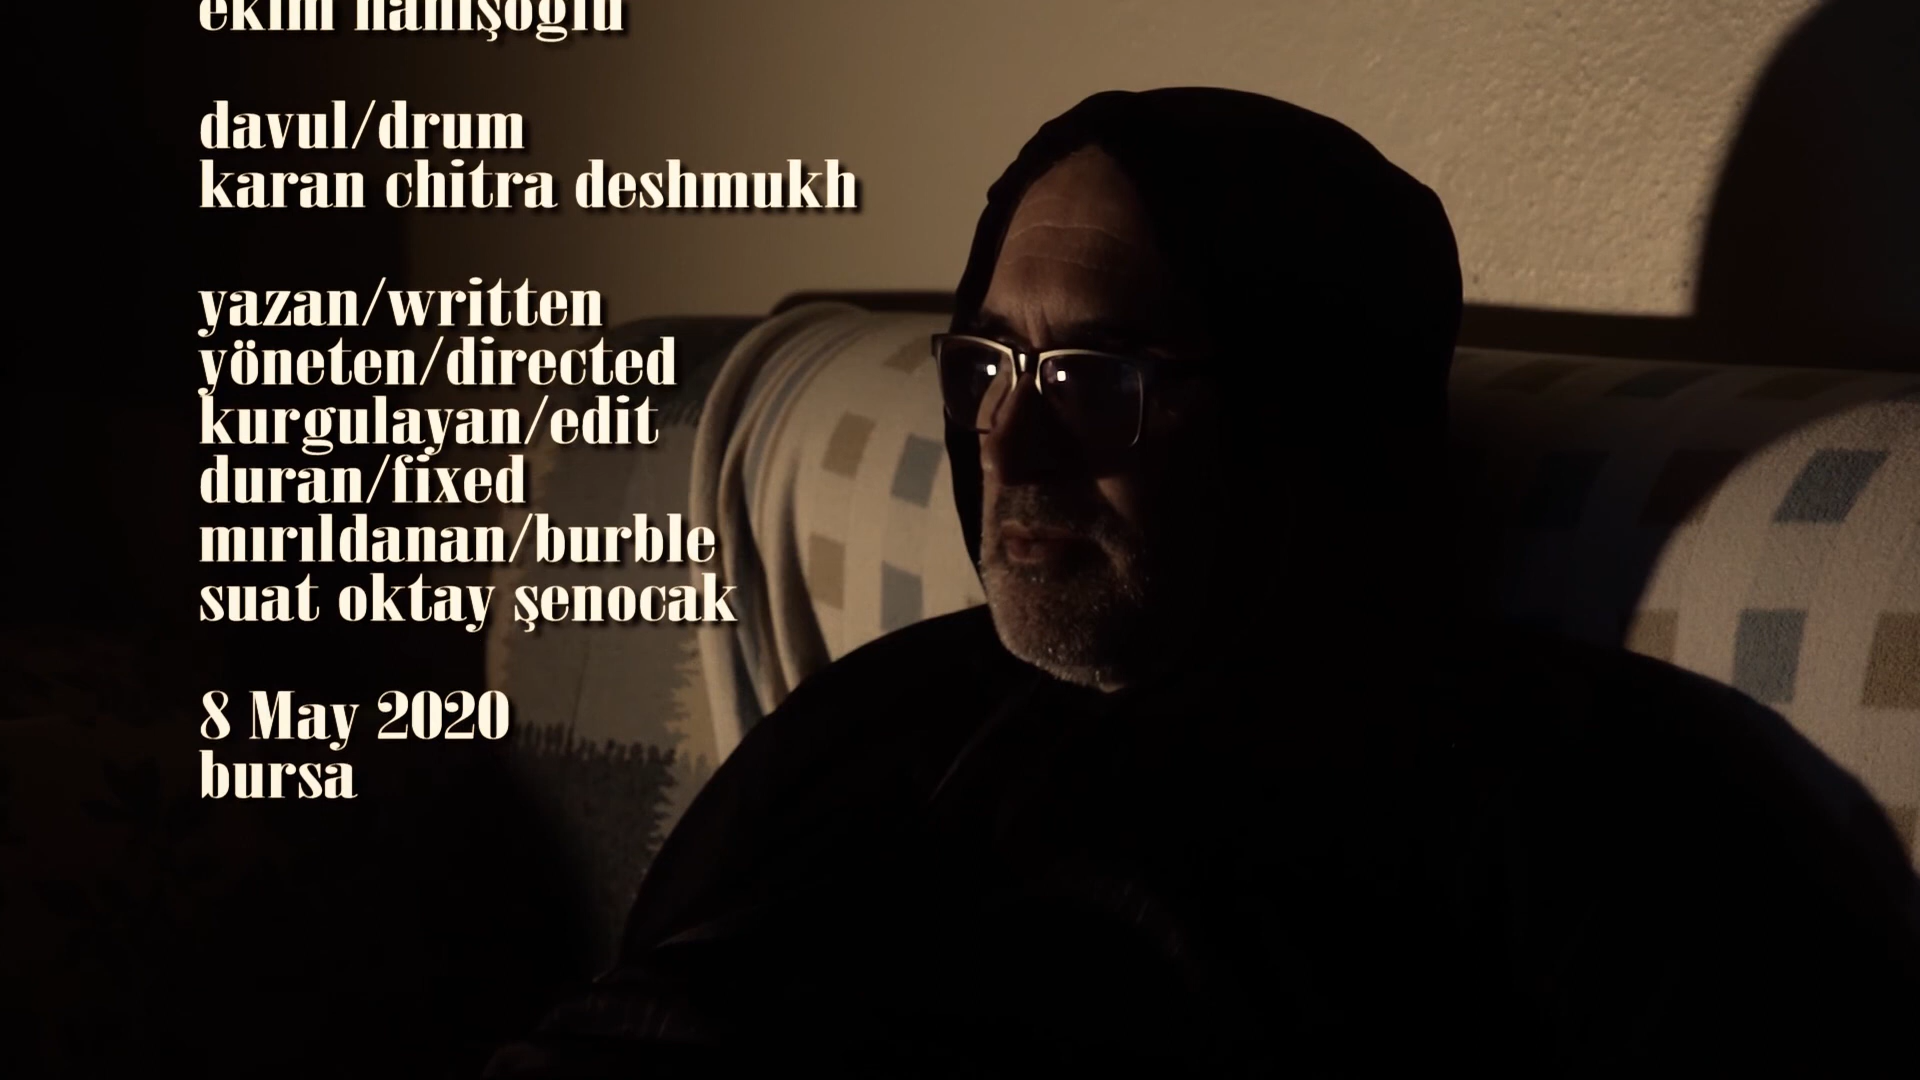 ekim
davul/drum
karan chitra deshmukh
yazan/written
yöneten/directed
kurgulayan/edit
duran/fixed
mırıldanan/burble
suat oktay şenocak
8 May 2020
bursa